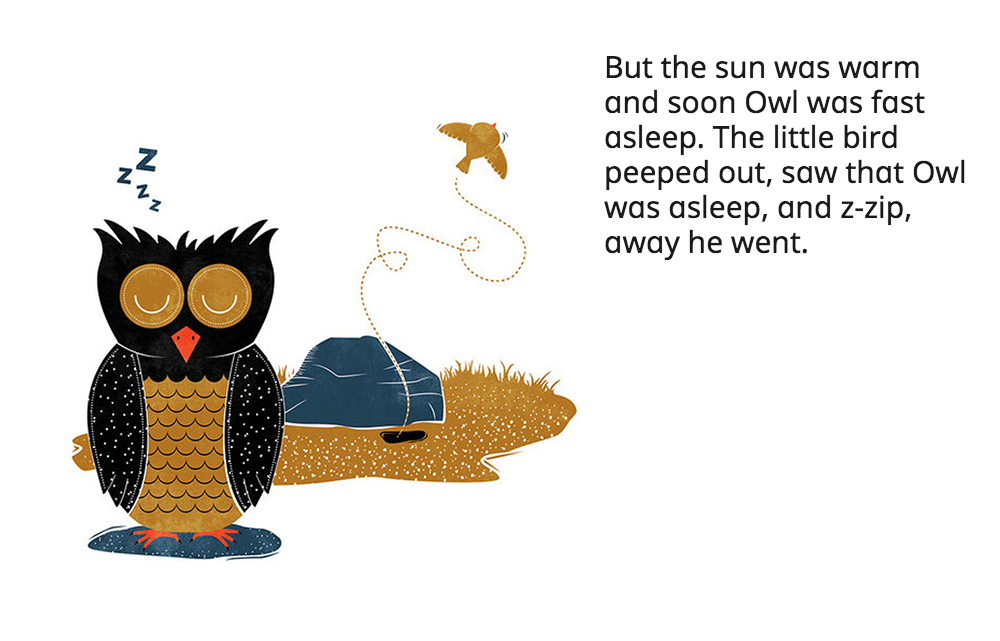 z
z
z
z
But the sun was warm
and soon Owl was fast
asleep. The little bird
peeped out, saw that Owl
was asleep, and z-zip,
away he went.